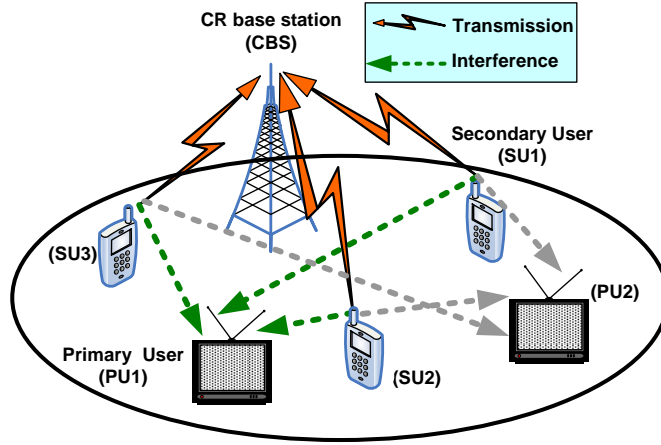 CR base station
(CBS)
Transmission
Interference
Secondary User
(SU1)
(SU3)
(PU2)
Primary User
(PU1)
(SU2)